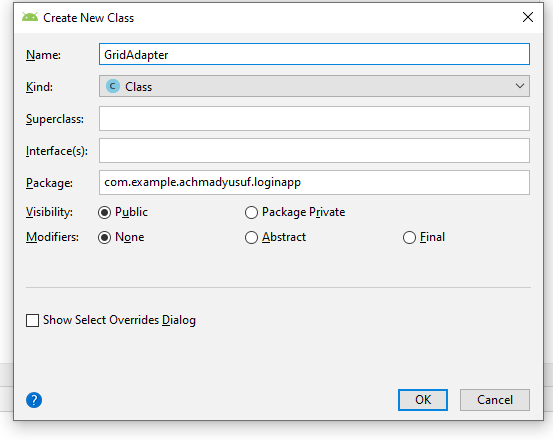 Create New Class
Name: GridAdapter
Kind: C Class
Superclass:
Interface(s):
Package: com.example.achmadyusuf.loginapp
Visibility: Public Package Private
Modifiers: None Abstract Final
Show Select Overrides Dialog
? OK Cancel